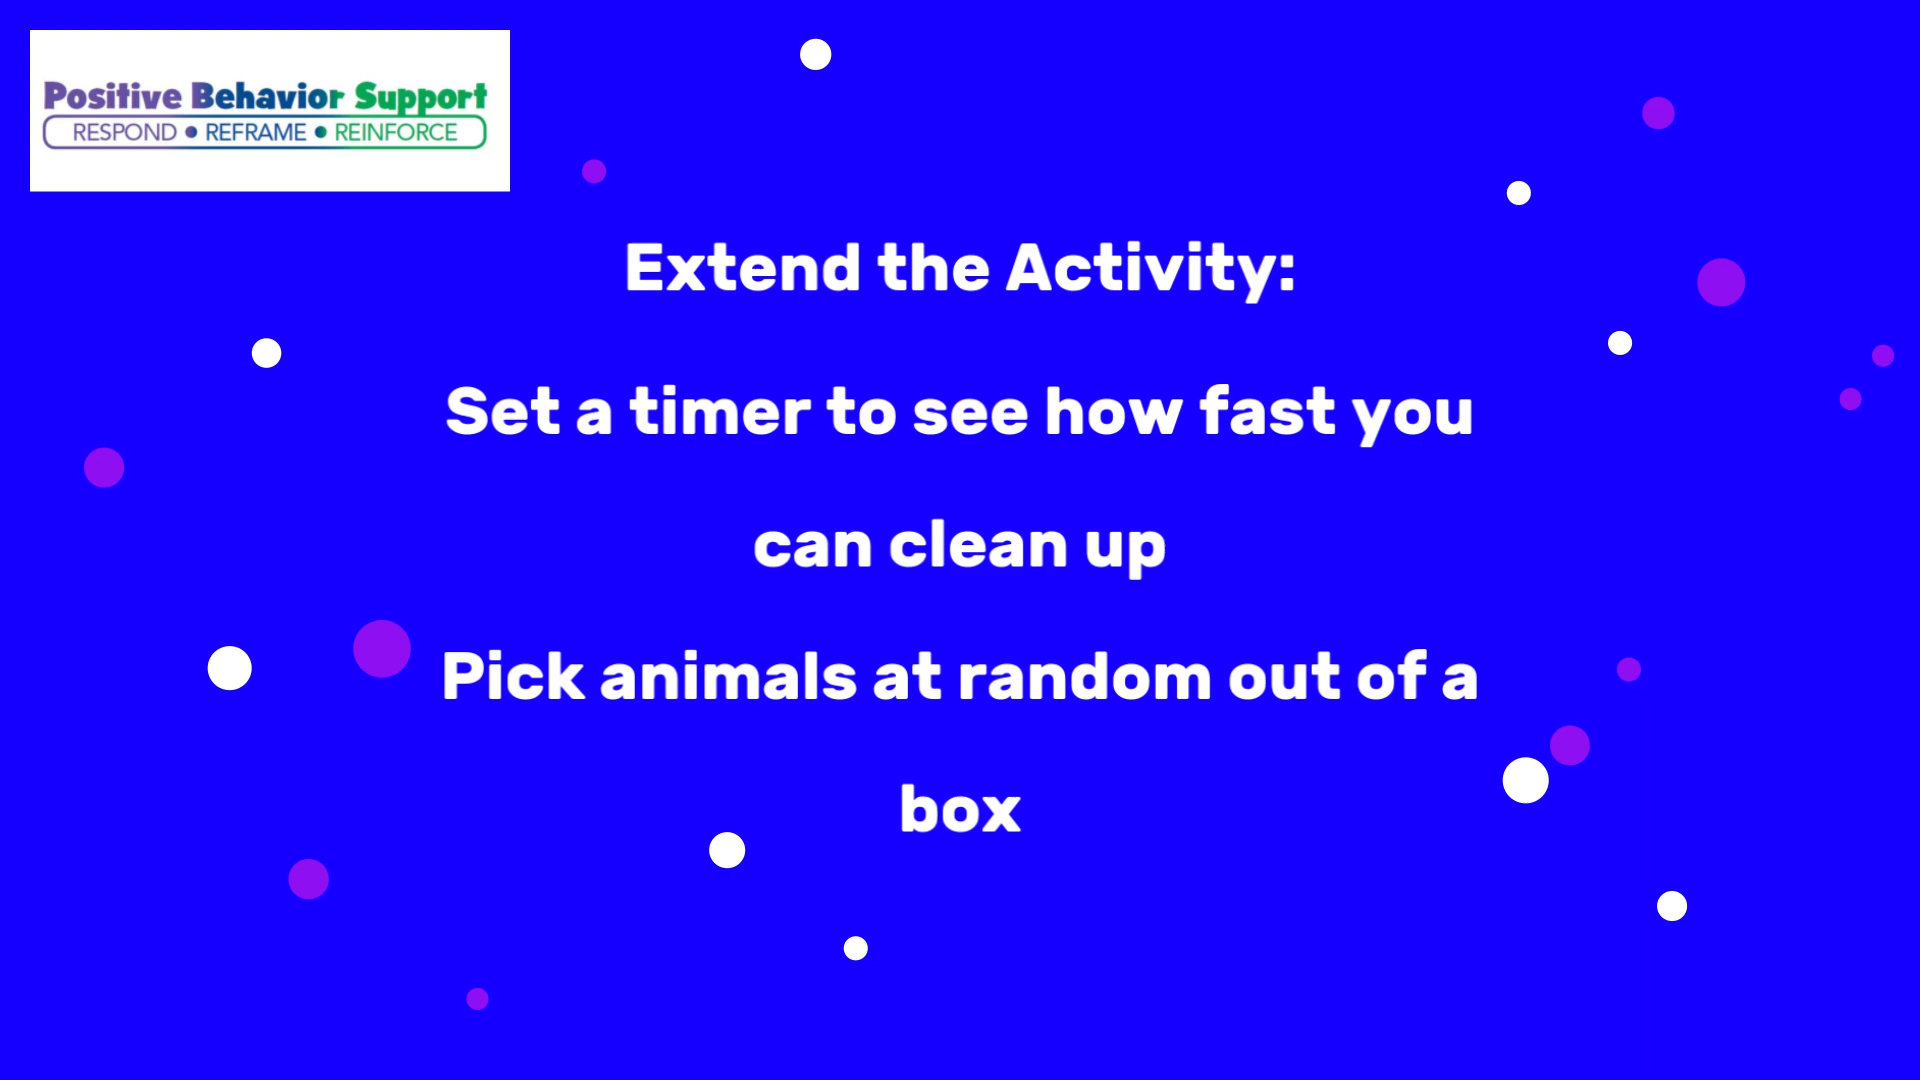 Positive Behavior Support
RESPOND • REFRAME • REINFORCE
Extend the Activity:
Set a timer to see how fast you
can clean up
Pick animals at random out of a
box